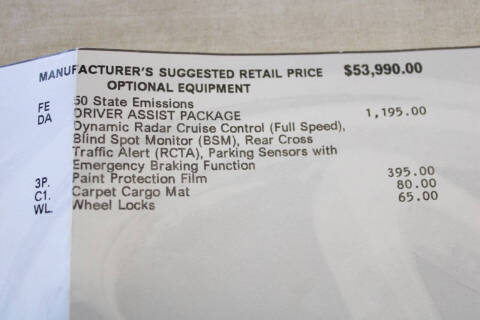 MANUFACTURER'S SUGGESTED RETAIL PRICE $53,990.00
OPTIONAL EQUIPMENT
FE 50 State Emissions
DA DRIVER ASSIST PACKAGE 1,195.00
Dynamic Radar Cruise Control (Full Speed),
Blind Spot Monitor (BSM), Rear Cross
Traffic Alert (RCTA), Parking Sensors with
Emergency Braking Function
3P. Paint Protection Film 395.00
C1. Carpet Cargo Mat 80.00
WL. Wheel Locks 65.00